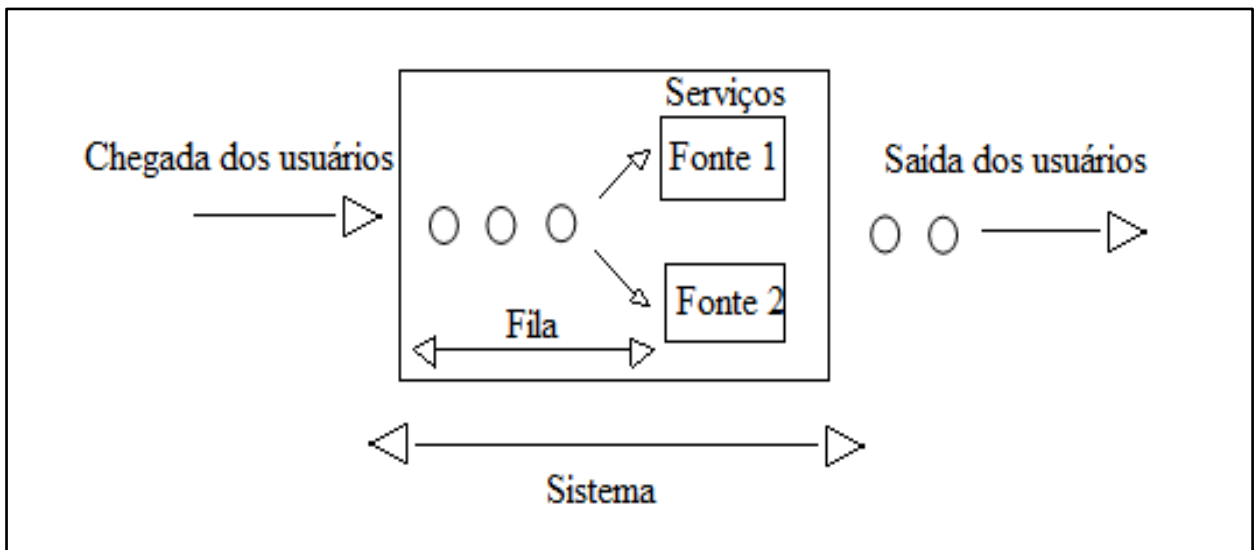 Serviços
Chegada dos usuários
Fonte 1
Saída dos usuários
Fonte 2
Fila
Sistema